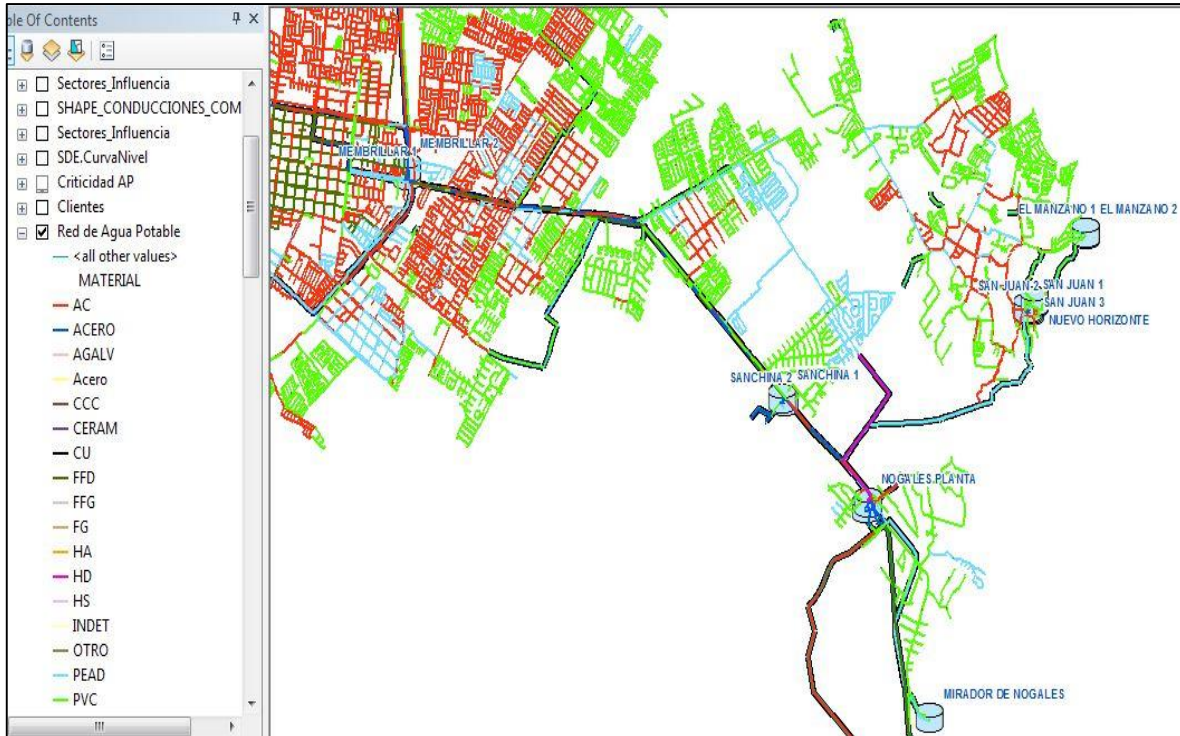 ble Of Contents
Sectores_Influencia
SHAPE_CONDUCCIONES_COM
Sectores_Influencia
SDE.CurvaNivel
Criticidad AP
Clientes
Red de Agua Potable
<all other values>
MATERIAL
AC
ACERO
AGALV
Acero
CCC
CERAM
CU
FFD
FFG
FG
HA
HD
HS
INDET
OTRO
PEAD
PVC
MEMBRILLAR 1
MEMBRILLAR 2
EL MANZANO 1 EL MANZANO 2
SAN JUAN 2 SAN JUAN 1
SAN JUAN 3
NUEVO HORIZONTE
SANCHINA 2 SANCHINA 1
NOGALES.PLANTA
MIRADOR DE NOGALES